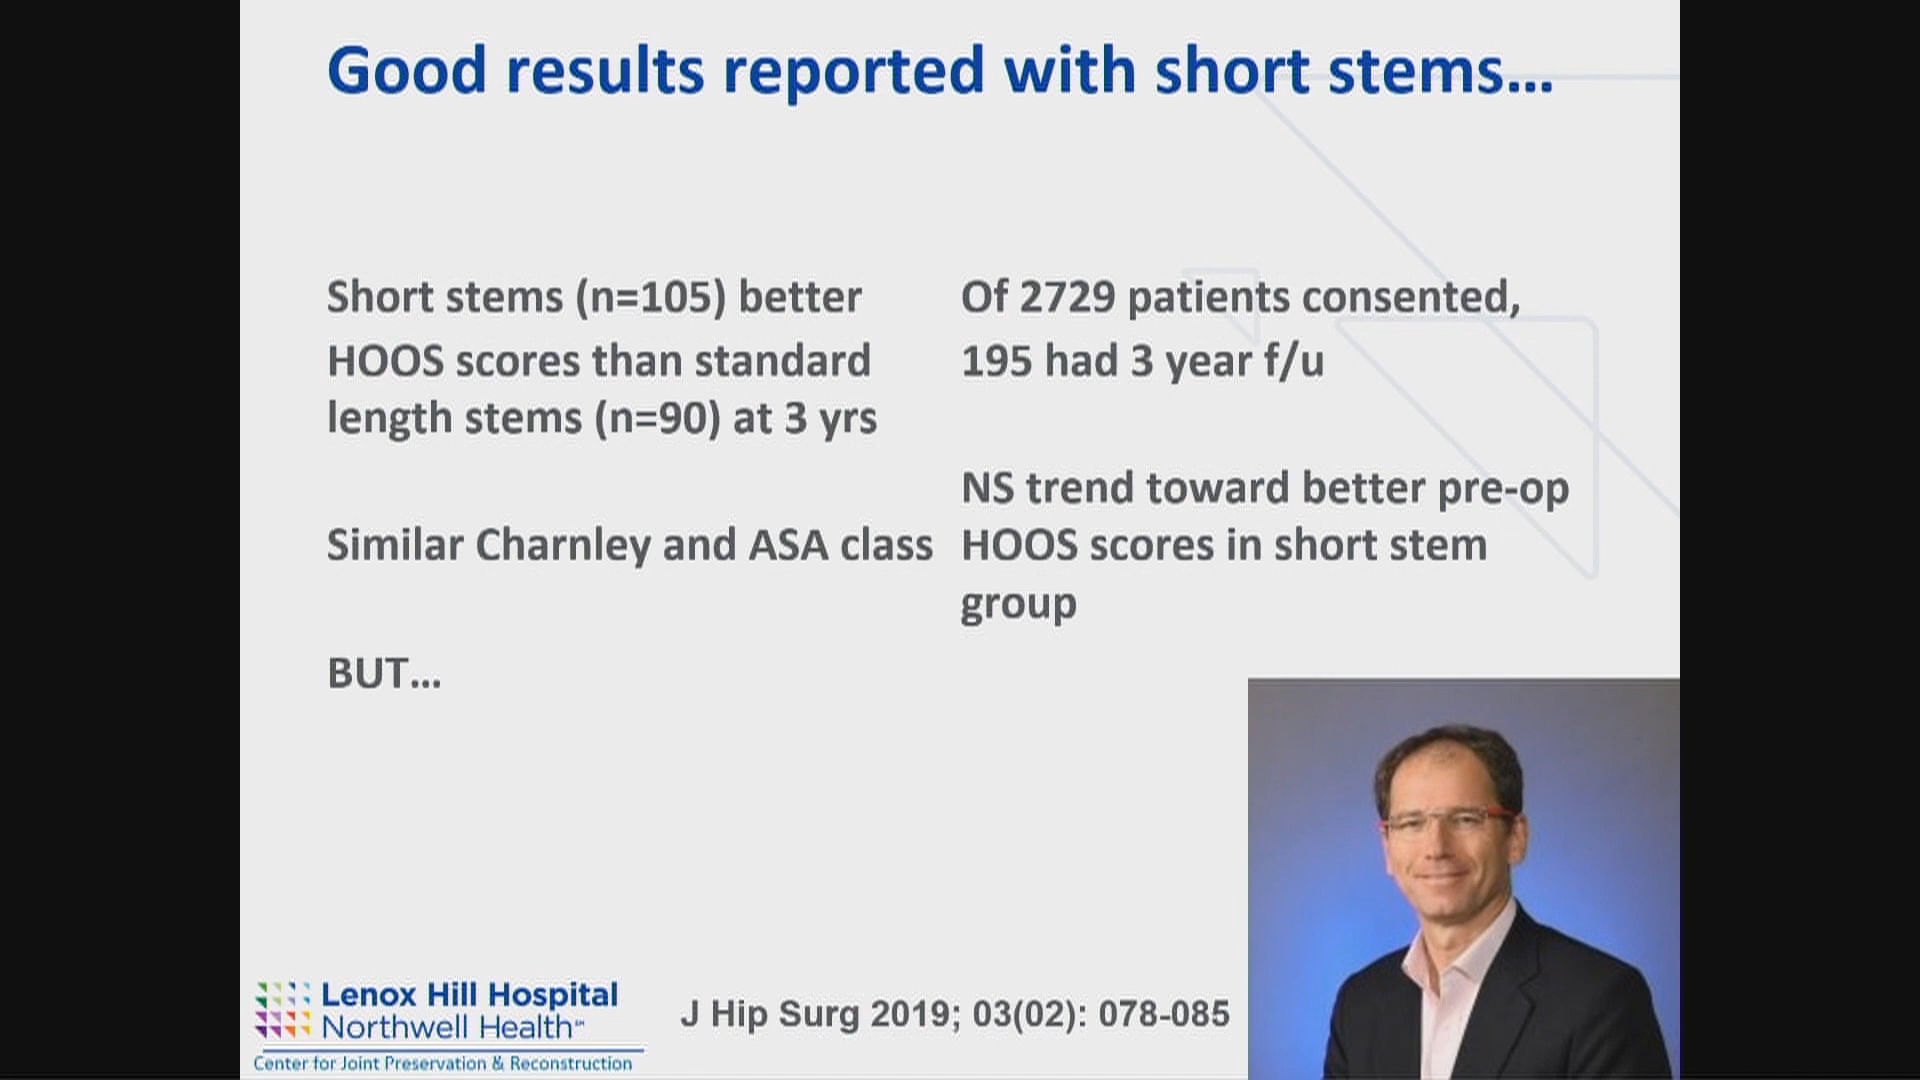 Good results reported with short stems...
Short stems (n=105) better
HOOS scores than standard
length stems (n=90) at 3 yrs
Similar Charnley and ASA class
BUT...
Of 2729 patients consented,
195 had 3 year f/u
NS trend toward better pre-op
HOOS scores in short stem
group
Lenox Hill Hospital
Northwell Health℠
Center for Joint Preservation & Reconstruction
J Hip Surg 2019; 03(02): 078-085